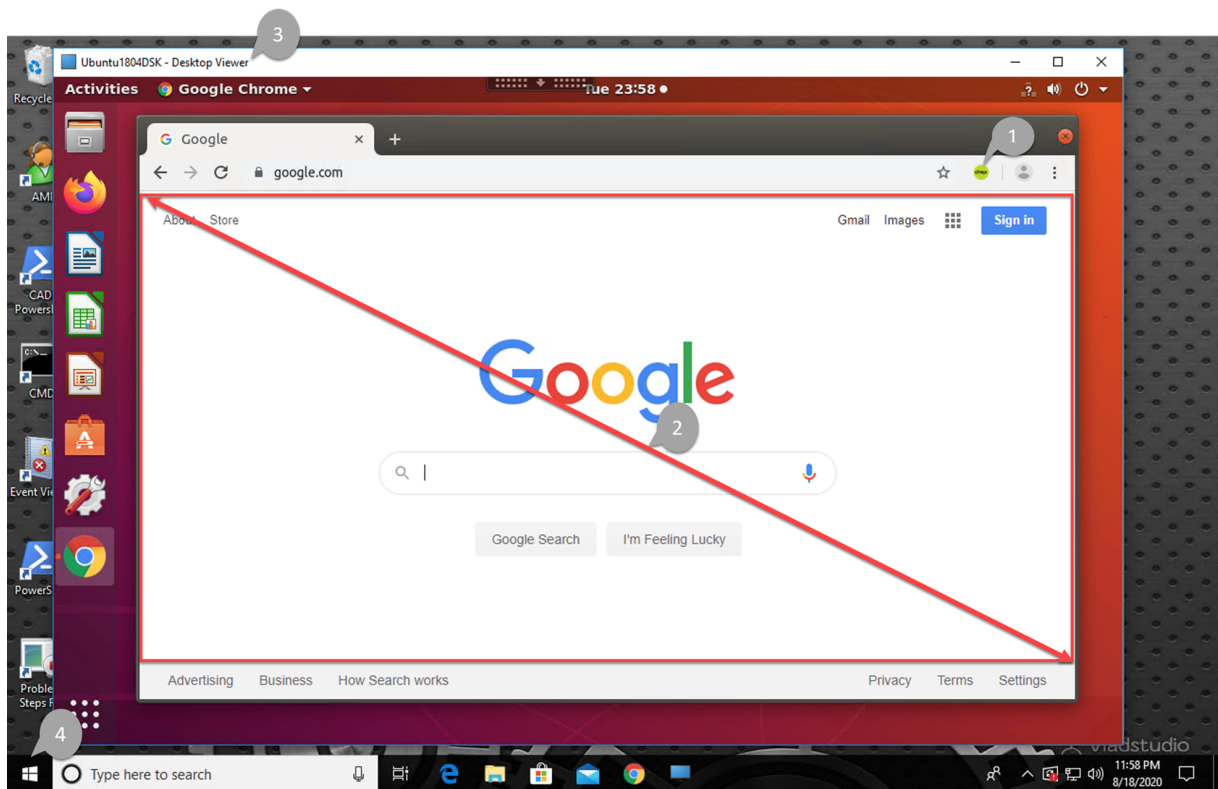 3
Ubuntu1804DSK - Desktop Viewer
Recycle
Activities
Google Chrome
Tue 23:58
1
Google
google.com
citrix
AMI
About Store
Gmail Images
Sign in
CAD
Powersl
Google
C:\_
CMD
2
Event Vie
Google Search
I'm Feeling Lucky
PowerS
Advertising Business How Search works
Privacy Terms Settings
Proble
Steps F
4
vladstudio
Type here to search
11:58 PM
8/18/2020